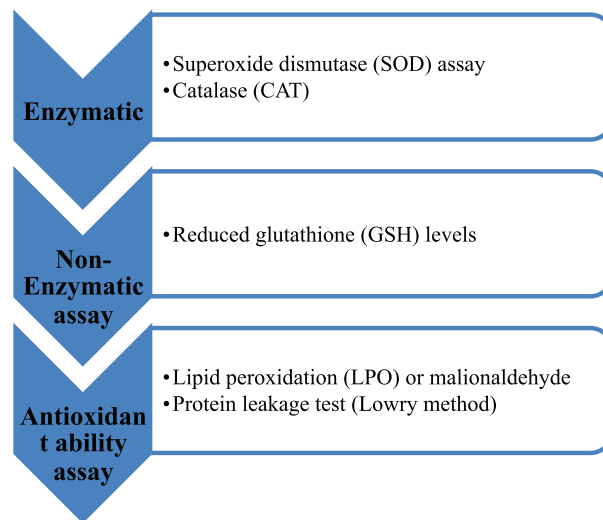 Enzymatic
•Superoxide dismutase (SOD) assay
•Catalase (CAT)
Non-
Enzymatic
assay
•Reduced glutathione (GSH) levels
Antioxidan
t ability
assay
•Lipid peroxidation (LPO) or malionaldehyde
•Protein leakage test (Lowry method)